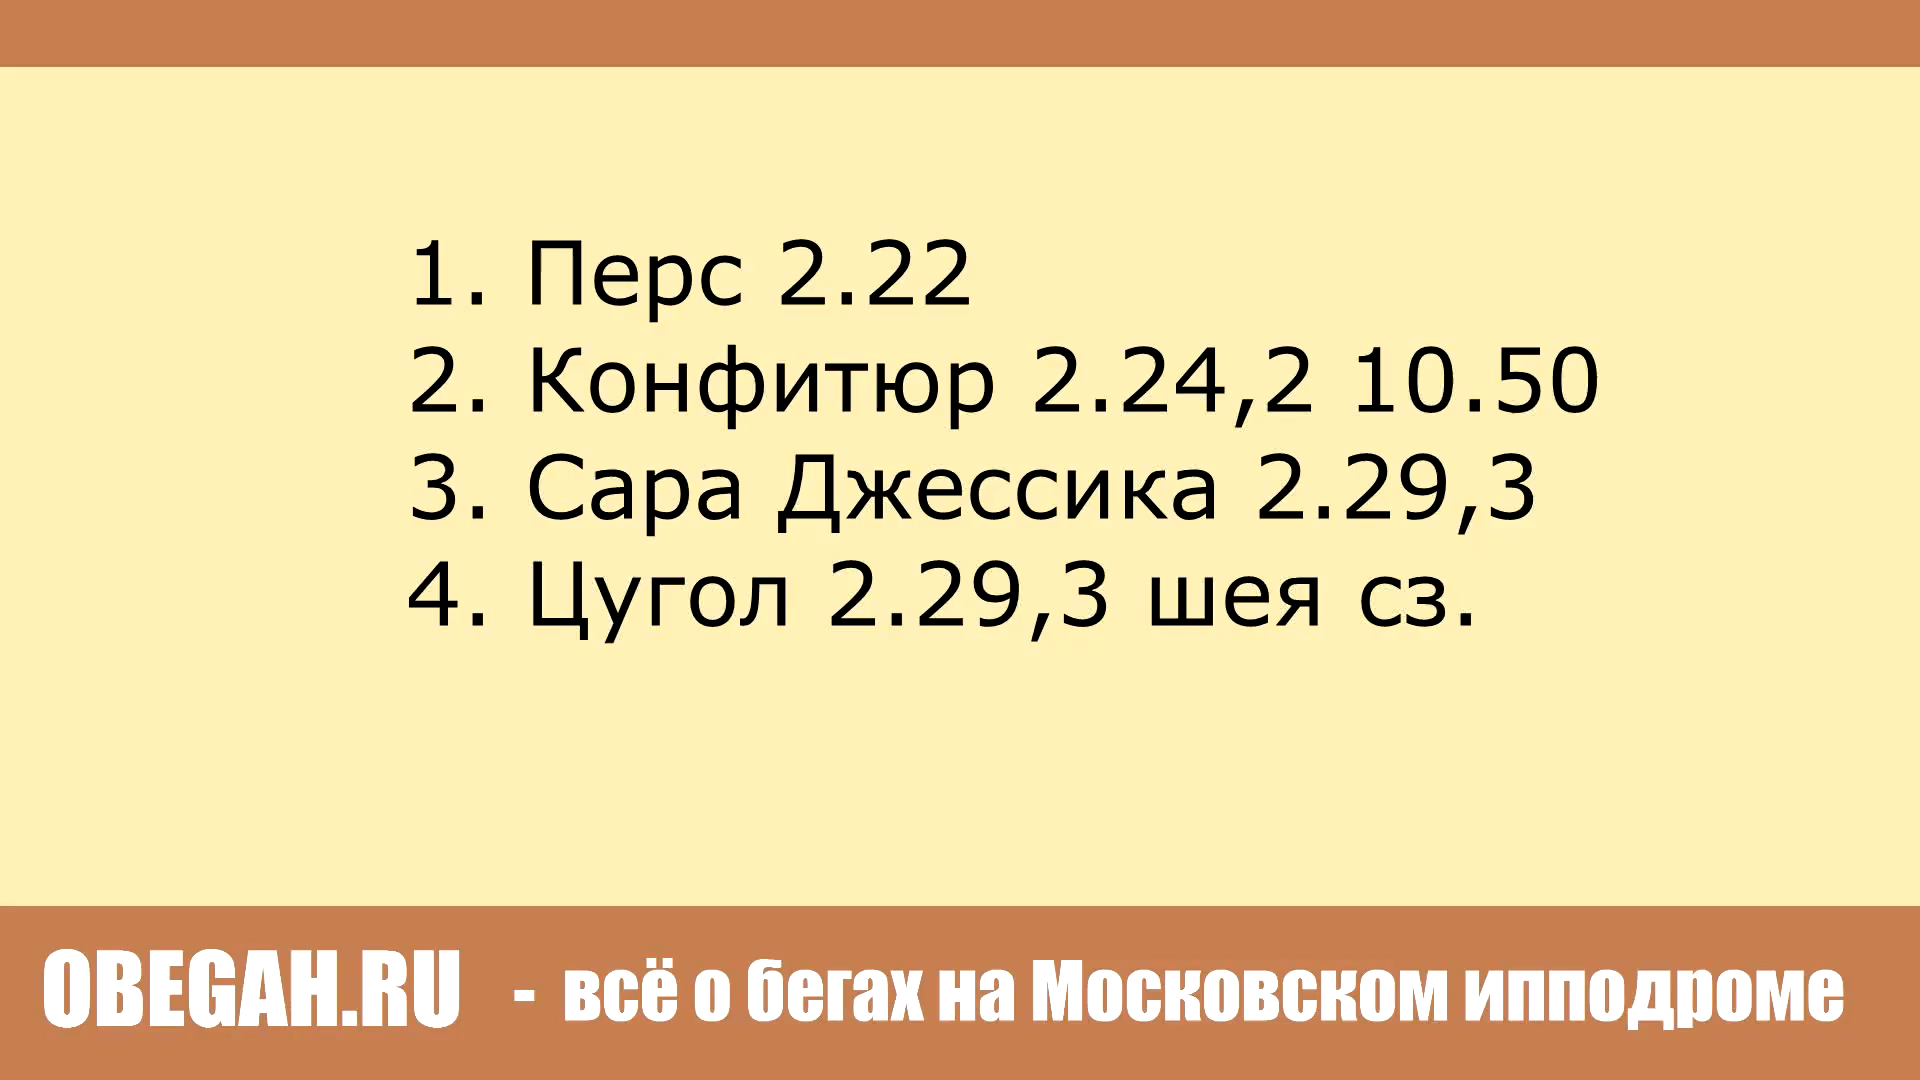 1. Перс 2.22
2. Конфитюр 2.24,2 10.50
3. Сара Джессика 2.29,3
4. Цугол 2.29,3 шея сз.
OBEGAH.RU - всё о бегах на Московском ипподроме